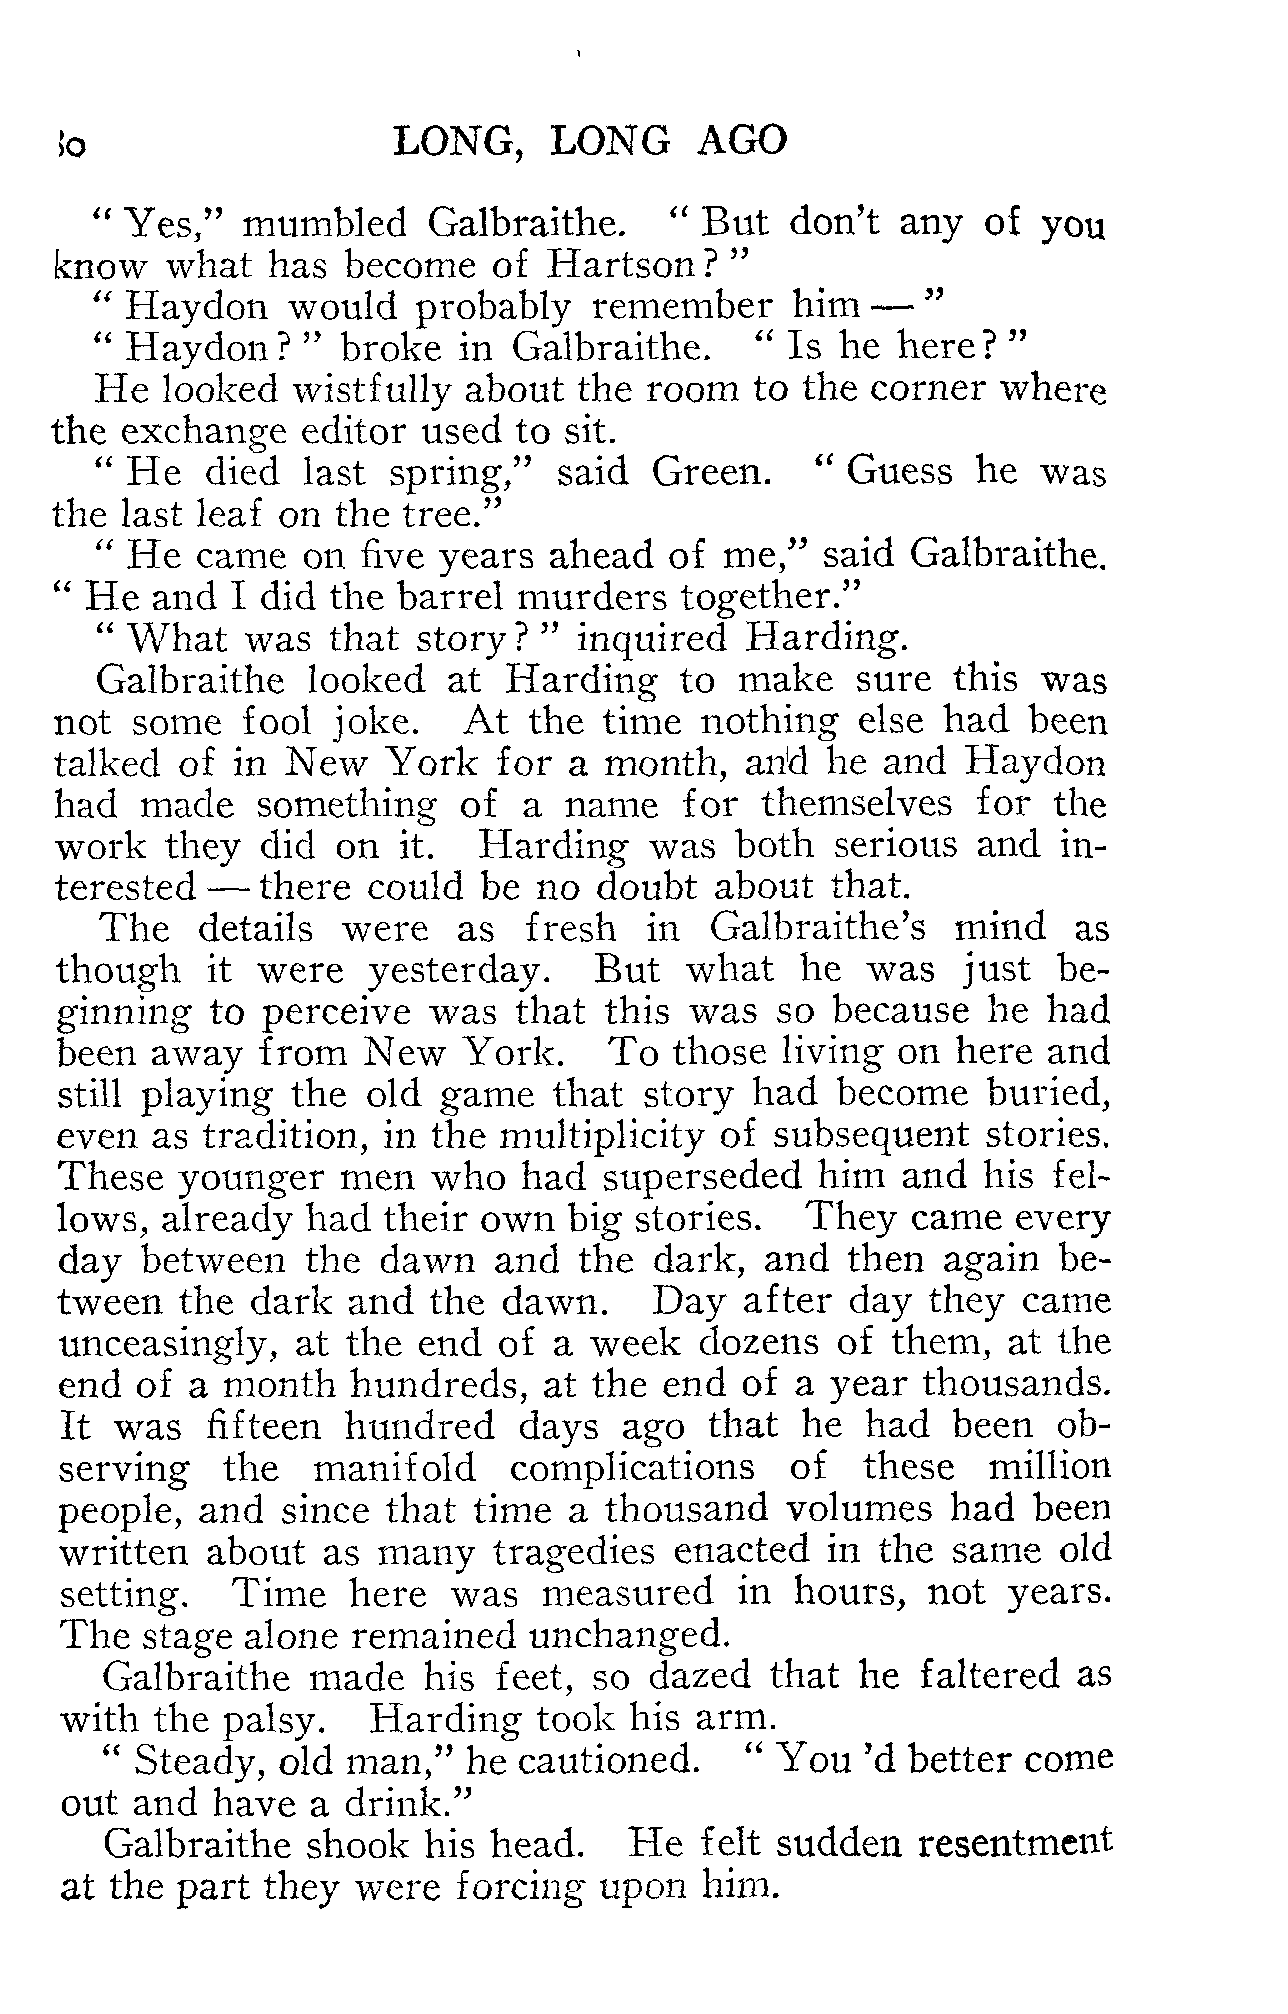 LONG, LONG AGO
" Yes," mumbled Galbraithe. " But don't any of you
know what has become of Hartson? "
" Haydon would probably remember him — "
" Haydon? " broke in Galbraithe. " Is he here? "
He looked wistfully about the room to the corner where
the exchange editor used to sit.
" He died last spring," said Green. " Guess he was
the last leaf on the tree."
" He came on five years ahead of me," said Galbraithe.
" He and I did the barrel murders together."
" What was that story? " inquired Harding.
Galbraithe looked at Harding to make sure this was
not some fool joke. At the time nothing else had been
talked of in New York for a month, and he and Haydon
had made something of a name for themselves for the
work they did on it. Harding was both serious and in-
terested — there could be no doubt about that.
The details were as fresh in Galbraithe's mind as
though it were yesterday. But what he was just be-
ginning to perceive was that this was so because he had
been away from New York. To those living on here and
still playing the old game that story had become buried,
even as tradition, in the multiplicity of subsequent stories.
These younger men who had superseded him and his fel-
lows, already had their own big stories. They came every
day between the dawn and the dark, and then again be-
tween the dark and the dawn. Day after day they came
unceasingly, at the end of a week dozens of them, at the
end of a month hundreds, at the end of a year thousands.
It was fifteen hundred days ago that he had been ob-
serving the manifold complications of these million
people, and since that time a thousand volumes had been
written about as many tragedies enacted in the same old
setting. Time here was measured in hours, not years.
The stage alone remained unchanged.
Galbraithe made his feet, so dazed that he faltered as
with the palsy. Harding took his arm.
" Steady, old man," he cautioned. " You 'd better come
out and have a drink."
Galbraithe shook his head. He felt sudden resentment
at the part they were forcing upon him.